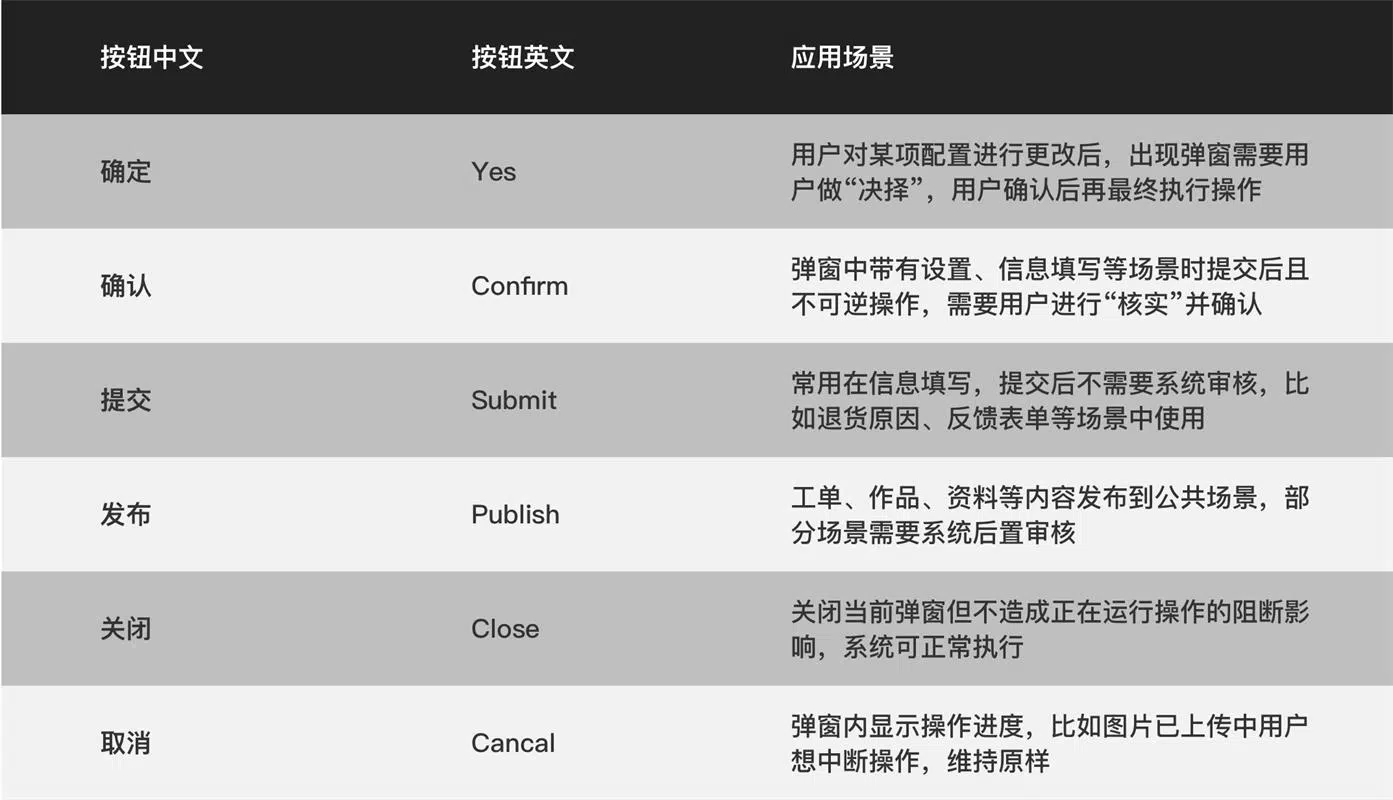 按钮中文
按钮英文
应用场景
确定
Yes
用户对某项配置进行更改后，出现弹窗需要用
户做“决择”，用户确认后再最终执行操作
确认
Confirm
弹窗中带有设置、信息填写等场景时提交后且
不可逆操作，需要用户进行“核实”并确认
提交
Submit
常用在信息填写，提交后不需要系统审核，比
如退货原因、反馈表单等场景中使用
发布
Publish
工单、作品、资料等内容发布到公共场景，部
分场景需要系统后置审核
关闭
Close
关闭当前弹窗但不造成正在运行操作的阻断影
响，系统可正常执行
取消
Cancal
弹窗内显示操作进度，比如图片已上传中用户
想中断操作，维持原样